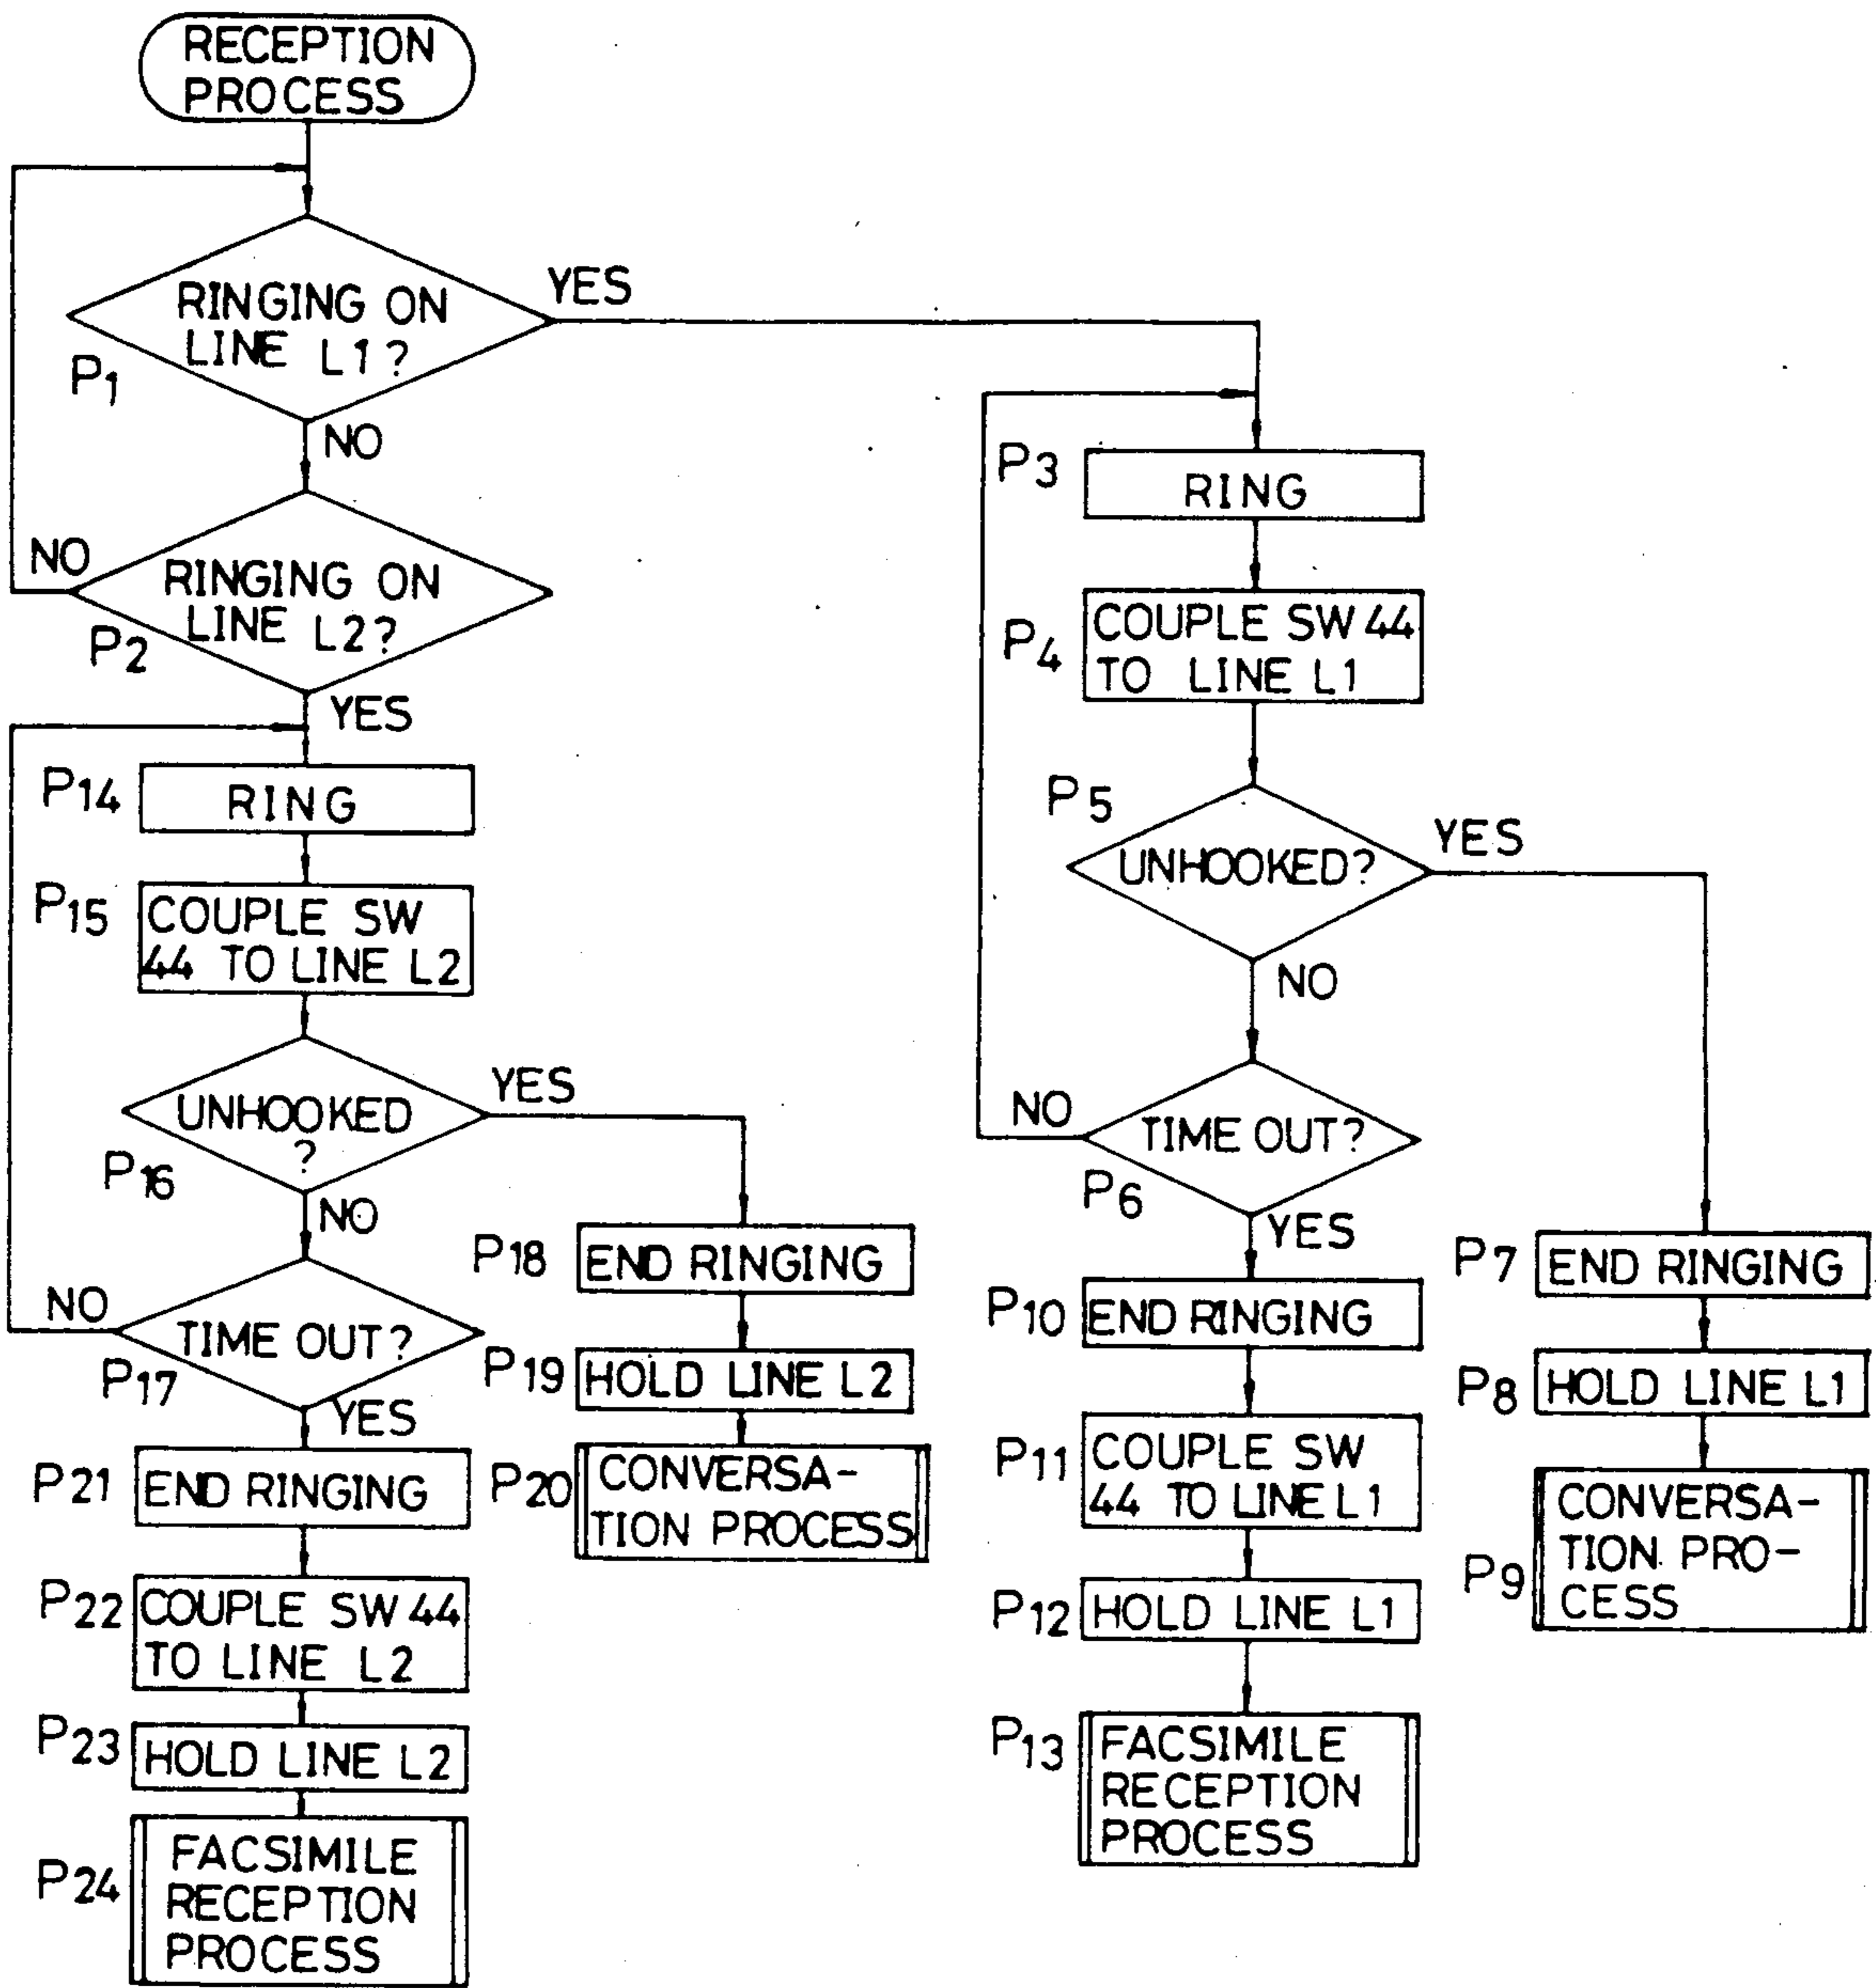 RECEPTION
PROCESS
RINGING ON
LINE L1?
P1
YES
NO
RINGING ON
LINE L2?
P2
NO
YES
P14
RING
P15
COUPLE SW
44 TO LINE L2
UNHOOKED
?
P16
YES
NO
TIME OUT?
P17
NO
YES
P18
END RINGING
P19
HOLD LINE L2
P20
CONVERSA-
TION PROCESS
P21
END RINGING
P22
COUPLE SW 44
TO LINE L2
P23
HOLD LINE L2
P24
FACSIMILE
RECEPTION
PROCESS
P3
RING
P4
COUPLE SW 44
TO LINE L1
P5
UNHOOKED?
YES
NO
TIME OUT?
P6
NO
YES
P10
END RINGING
P11
COUPLE SW
44 TO LINE L1
P12
HOLD LINE L1
P13
FACSIMILE
RECEPTION
PROCESS
P7
END RINGING
P8
HOLD LINE L1
P9
CONVERSA-
TION PRO-
CESS